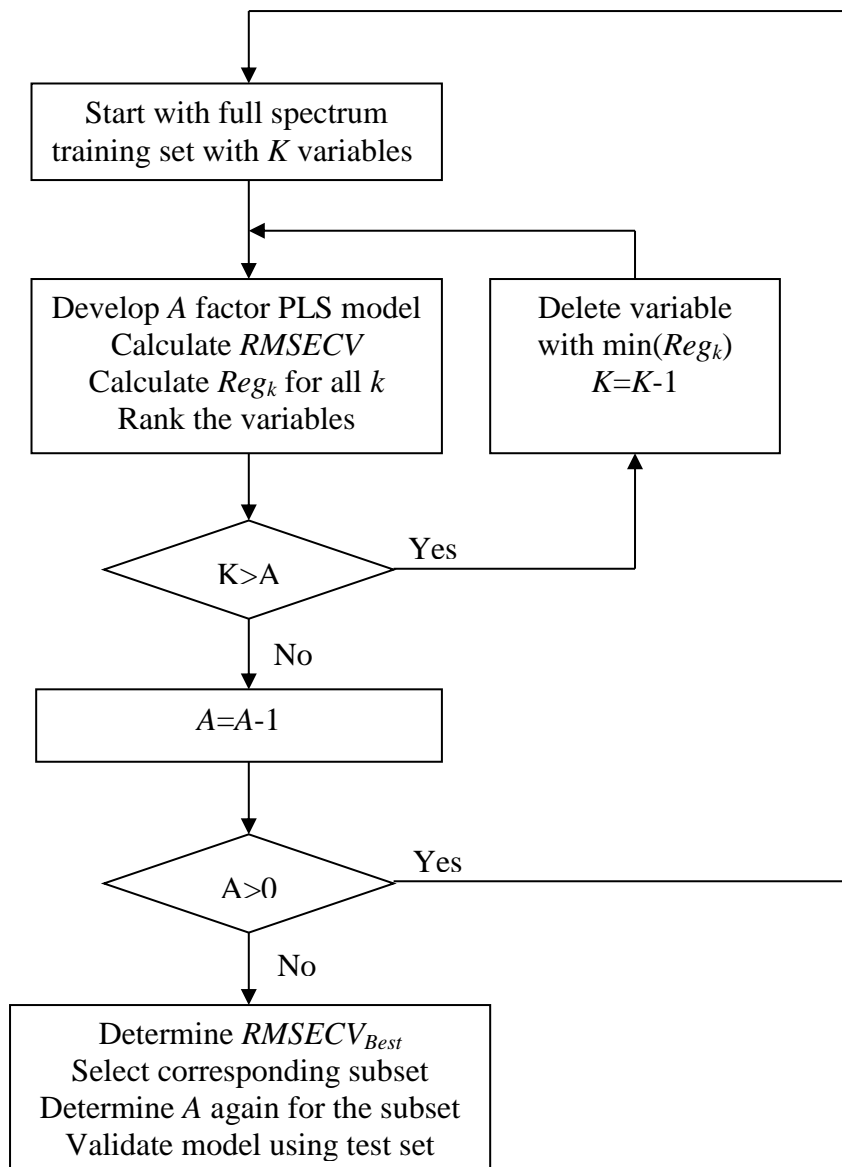 Start with full spectrum
training set with K variables
Develop A factor PLS model
Calculate RMSECV
Calculate Regk for all k
Rank the variables
Delete variable
with min(Regk)
K=K-1
K>A
Yes
No
A=A-1
A>0
Yes
No
Determine RMSECVBest
Select corresponding subset
Determine A again for the subset
Validate model using test set